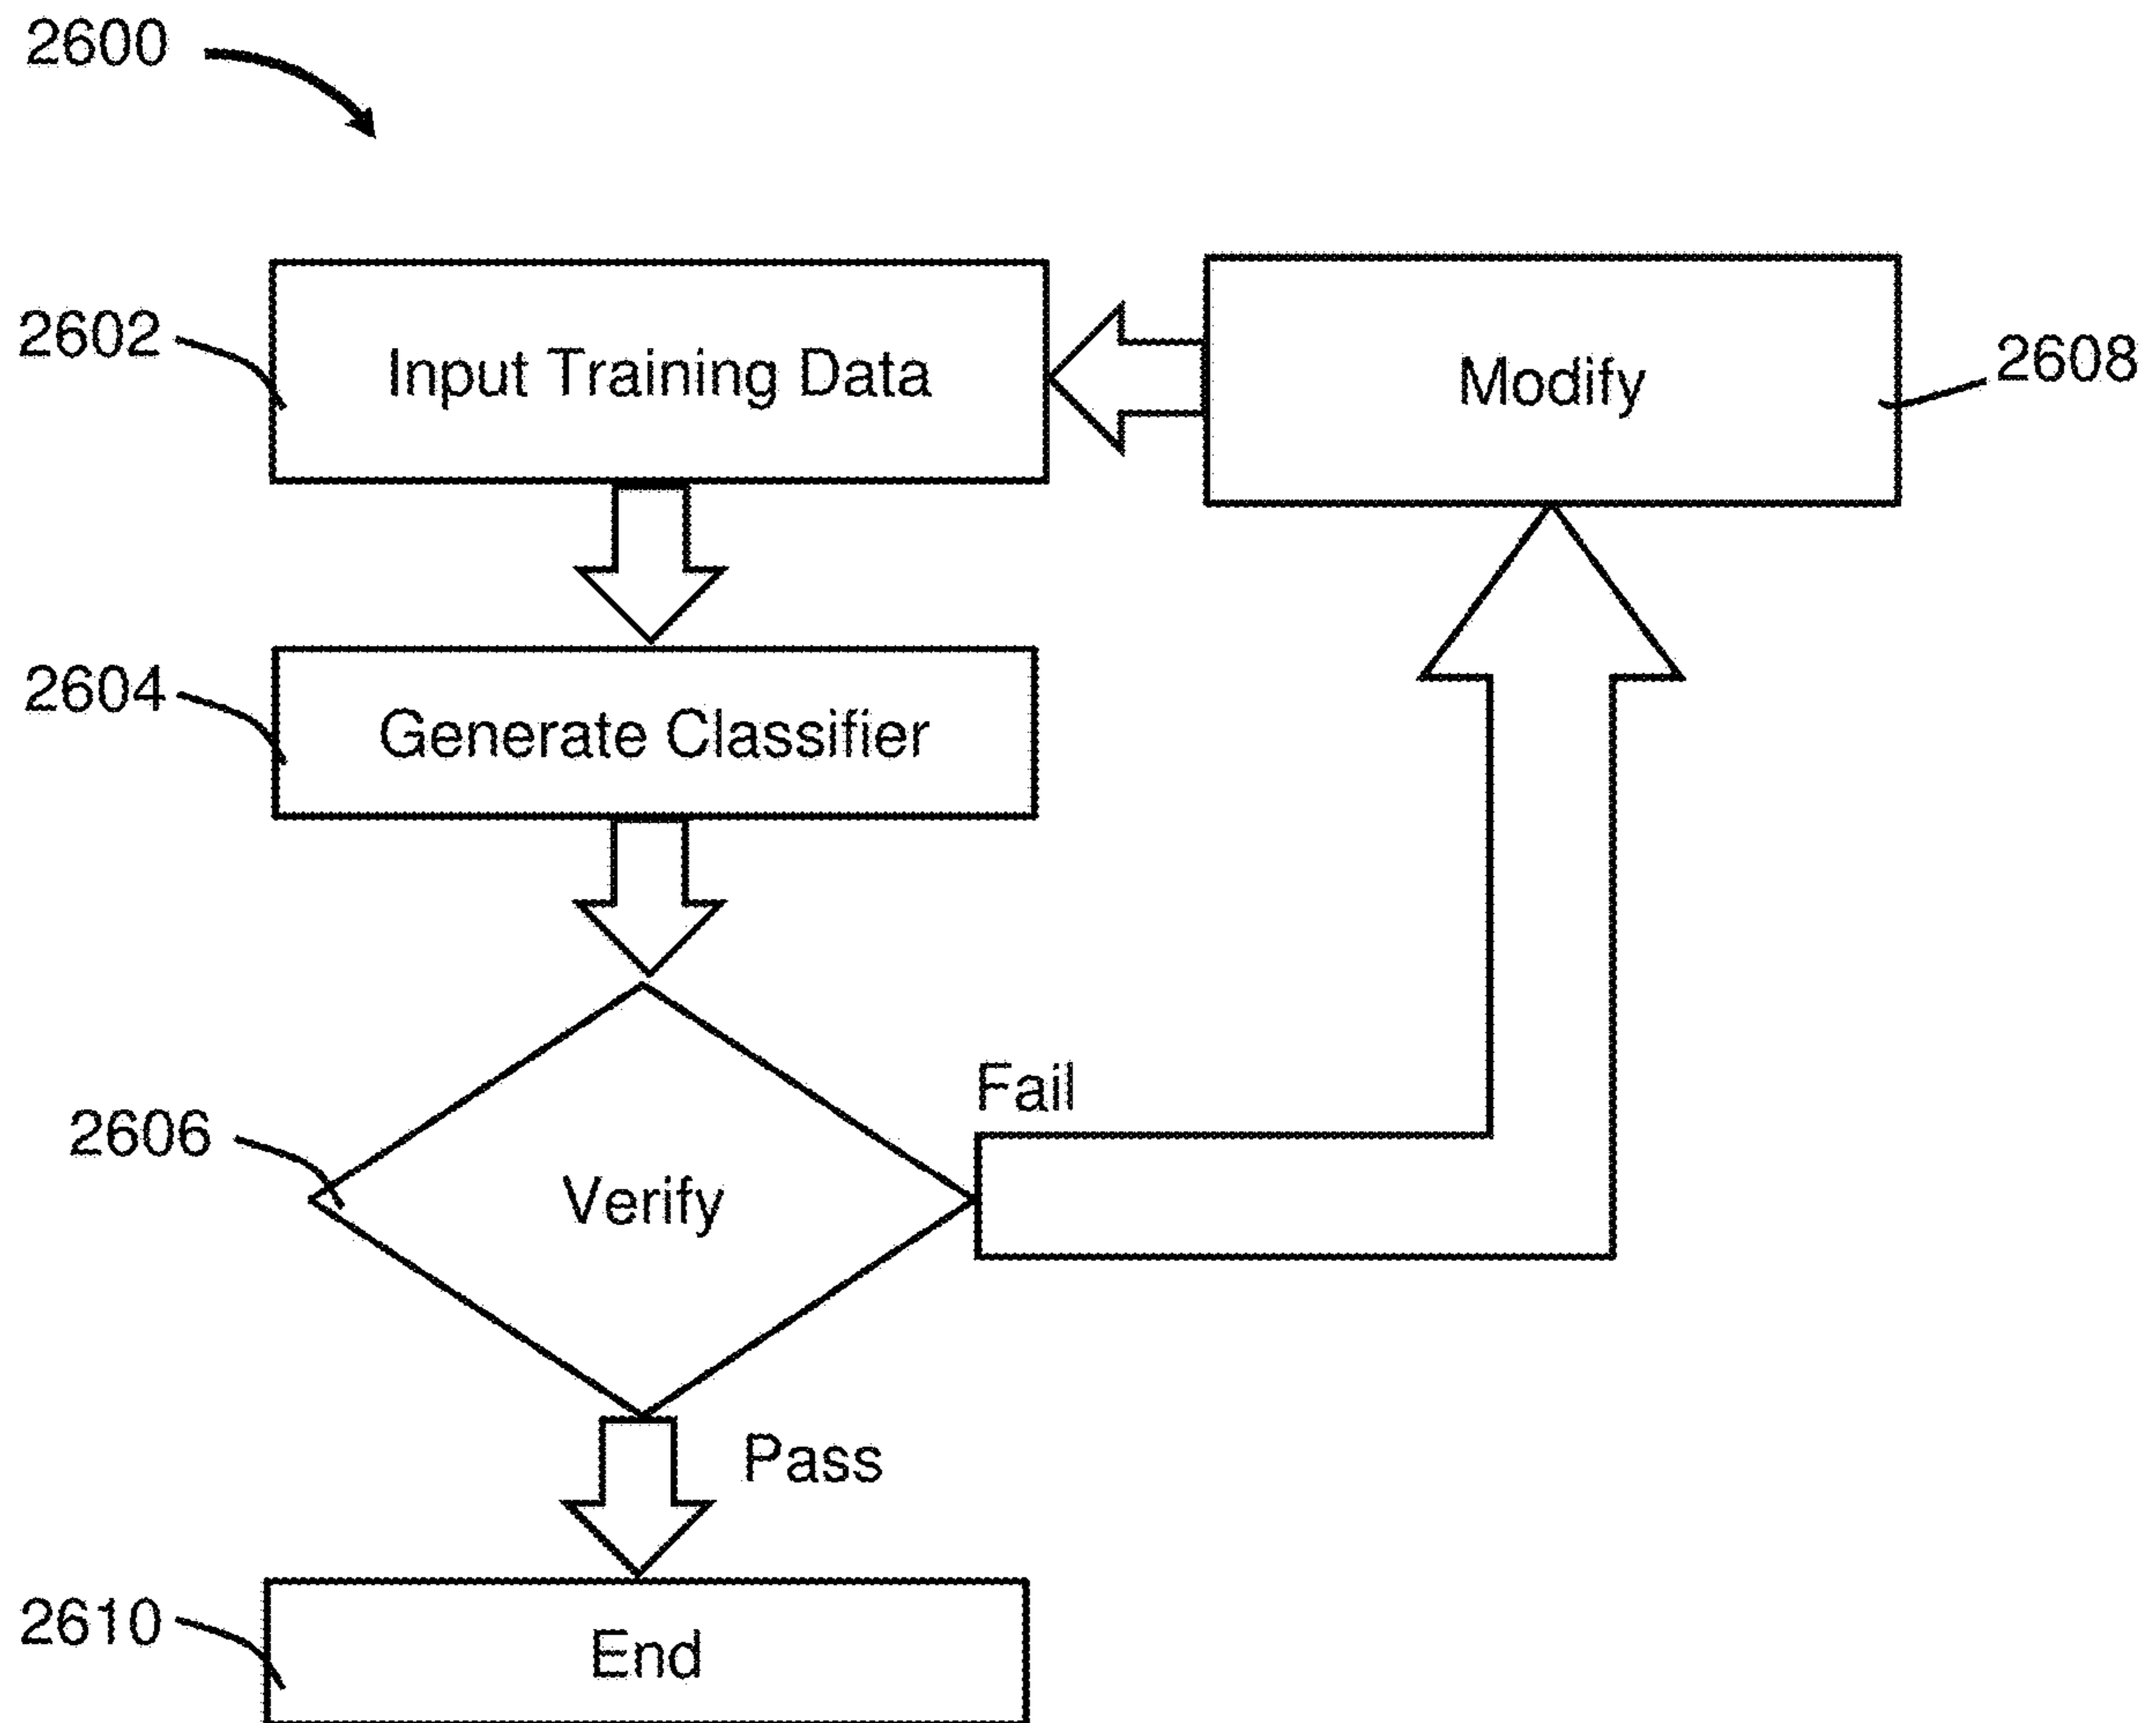 2600
2602
Input Training Data
Modify
2608
2604
Generate Classifier
Fail
2606
Verify
Pass
2610
End